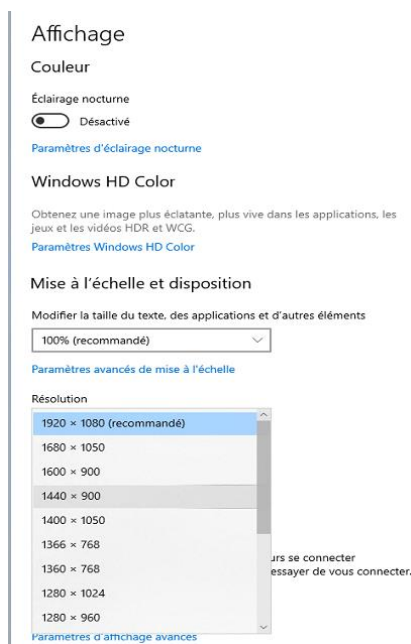 Affichage
Couleur
Éclairage nocturne
Désactivé
Paramètres d'éclairage nocturne
Windows HD Color
Obtenez une image plus éclatante, plus vive dans les applications, les
jeux et les vidéos HDR et WCG.
Paramètres Windows HD Color
Mise à l'échelle et disposition
Modifier la taille du texte, des applications et d'autres éléments
100% (recommandé)
Paramètres avancés de mise à l'échelle
Résolution
1920 × 1080 (recommandé)
1680 × 1050
1600 × 900
1440 × 900
1400 × 1050
1366 × 768
urs se connecter
1360 × 768
essayer de vous connecter.
1280 × 1024
1280 × 960
Paramètres d'affichage avancés